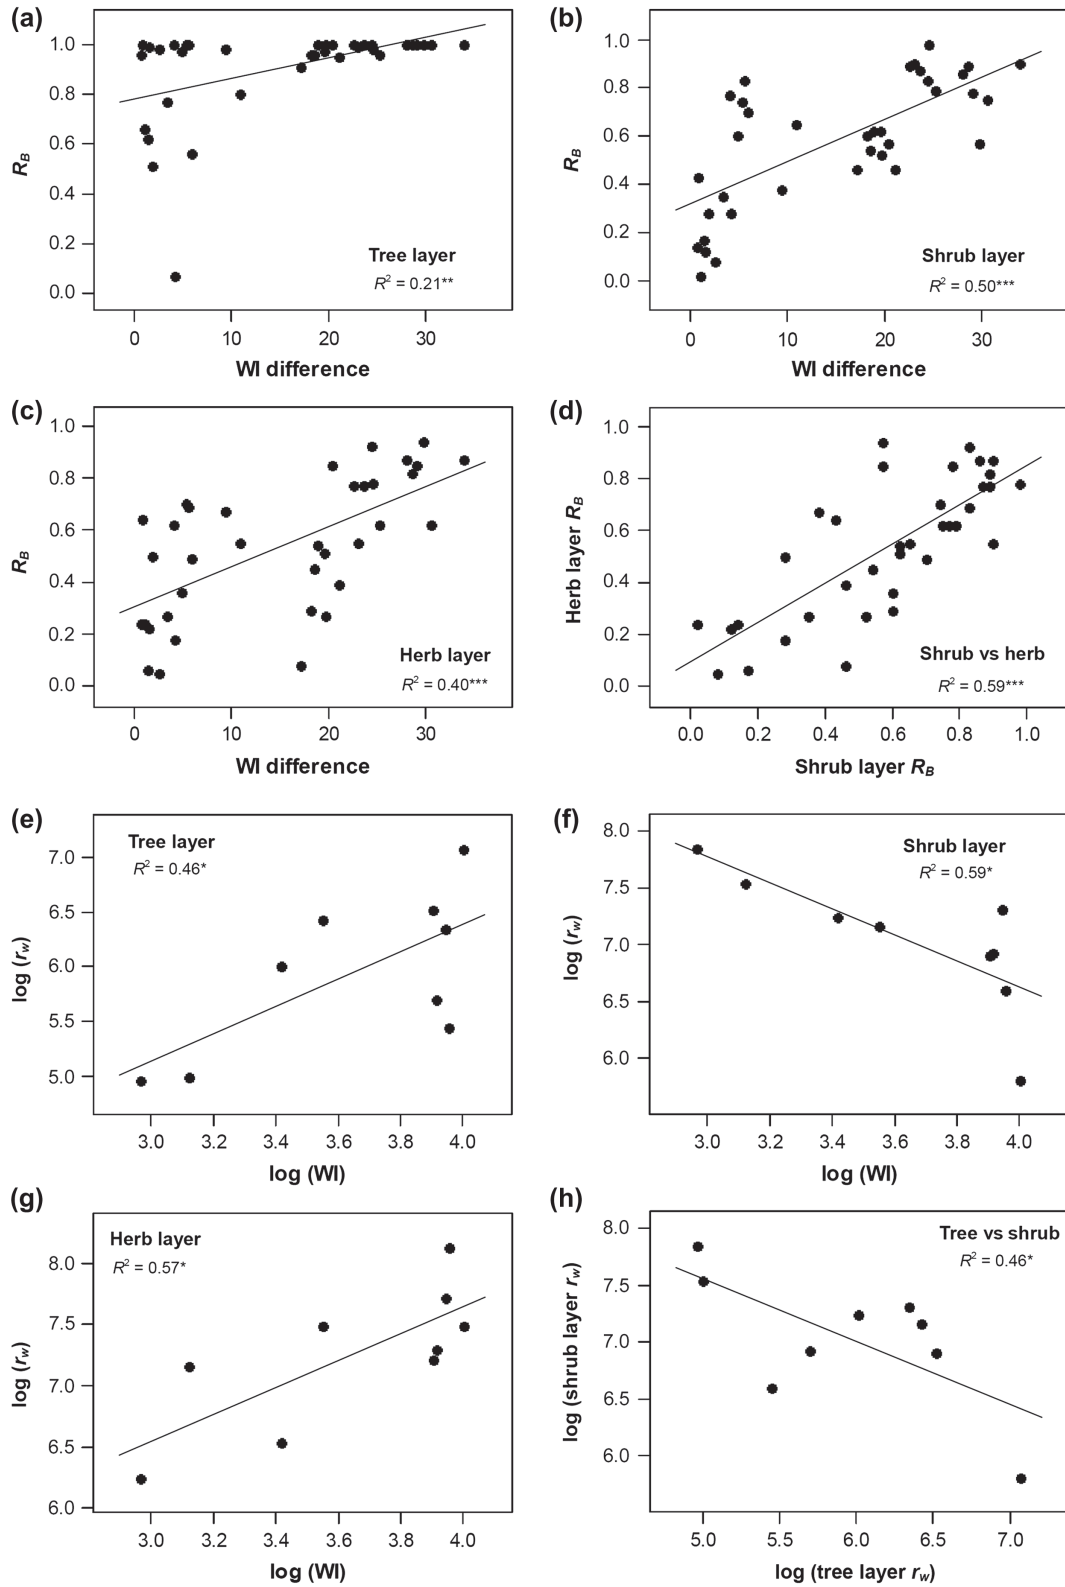 (a)
1.0
0.8
0.6
0.4
0.2
0.0
R_B
Tree layer
R² = 0.21**
0 10 20 30
WI difference
(b)
1.0
0.8
0.6
0.4
0.2
0.0
R_B
Shrub layer
R² = 0.50***
0 10 20 30
WI difference
(c)
1.0
0.8
0.6
0.4
0.2
0.0
R_B
Herb layer
R² = 0.40***
0 10 20 30
WI difference
(d)
1.0
0.8
0.6
0.4
0.2
0.0
Herb layer R_B
Shrub vs herb
R² = 0.59***
0.0 0.2 0.4 0.6 0.8 1.0
Shrub layer R_B
(e)
Tree layer
R² = 0.46*
7.0
6.5
6.0
5.5
5.0
log (r_w)
3.0 3.2 3.4 3.6 3.8 4.0
log (WI)
(f)
8.0
7.5
7.0
6.5
6.0
log (r_w)
Shrub layer
R² = 0.59*
3.0 3.2 3.4 3.6 3.8 4.0
log (WI)
(g)
Herb layer
R² = 0.57*
8.0
7.5
7.0
6.5
6.0
log (r_w)
3.0 3.2 3.4 3.6 3.8 4.0
log (WI)
(h)
8.0
7.5
7.0
6.5
6.0
log (shrub layer r_w)
Tree vs shrub
R² = 0.46*
5.0 5.5 6.0 6.5 7.0
log (tree layer r_w)